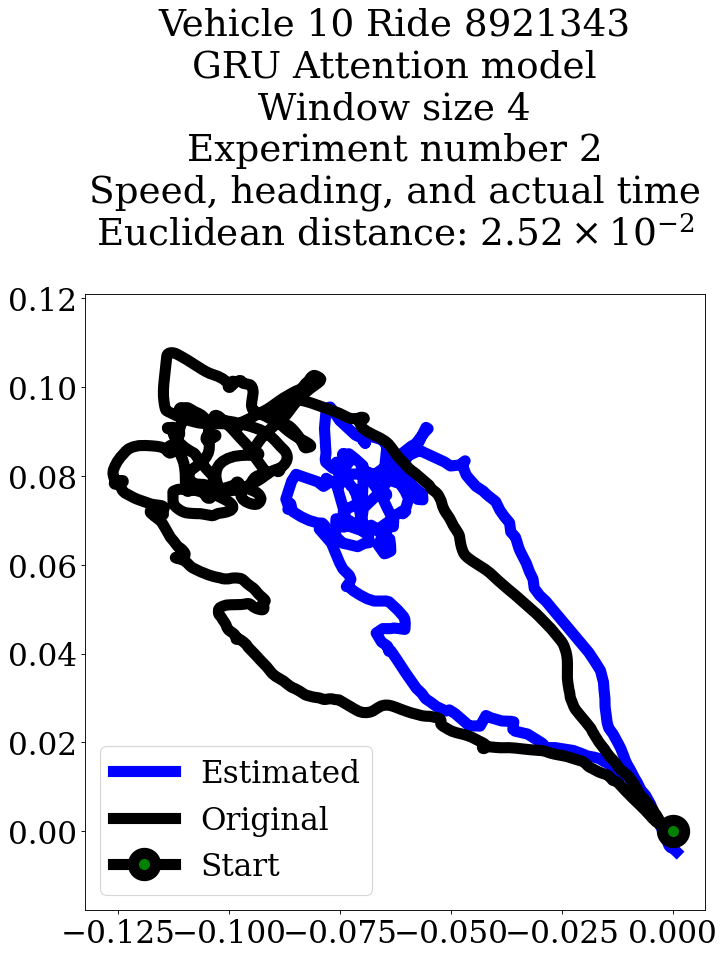 Vehicle 10 Ride 8921343
GRU Attention model
Window size 4
Experiment number 2
Speed, heading, and actual time
Euclidean distance: 2.52 × 10⁻²
0.12
0.10
0.08
0.06
0.04
0.02
0.00
Estimated
Original
Start
−0.125 −0.100 −0.075 −0.050 −0.025 0.000